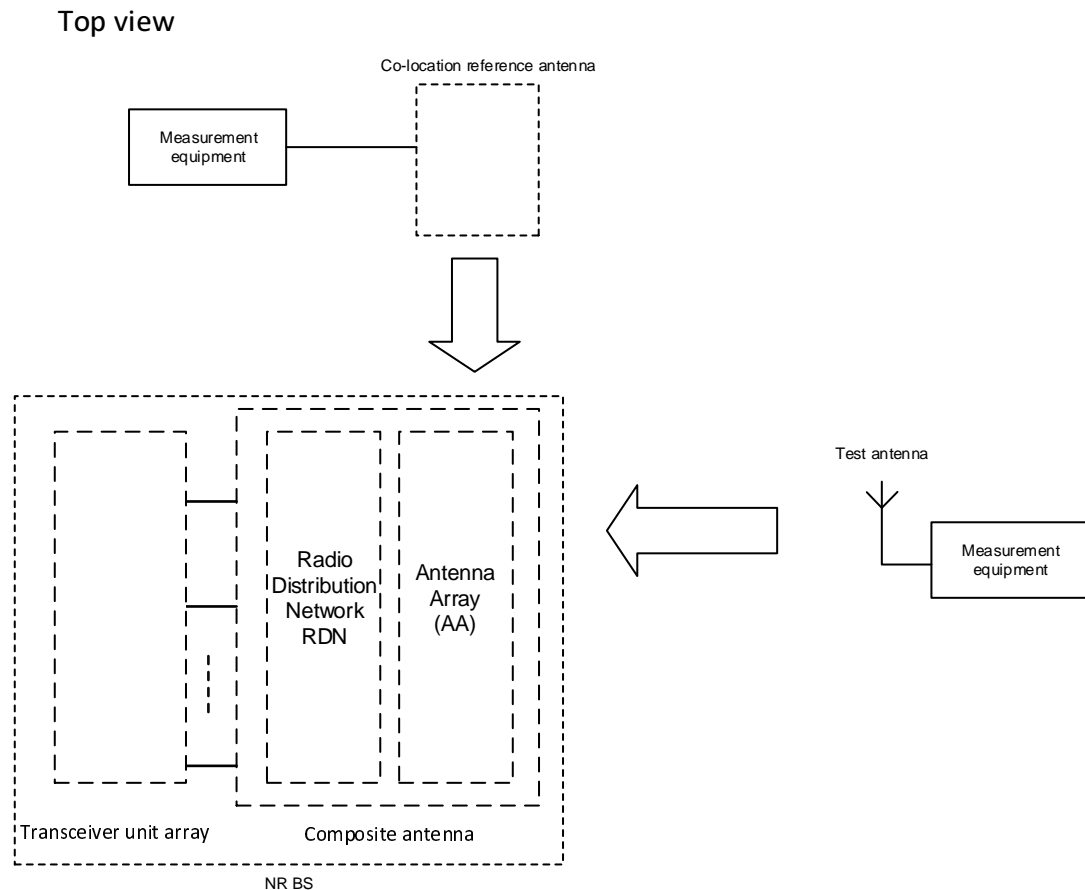 Top view
Co-location reference antenna
Measurement
equipment
Test antenna
Measurement
equipment
Radio
Distribution
Network
RDN
Antenna
Array
(AA)
Transceiver unit array
Composite antenna
NR BS